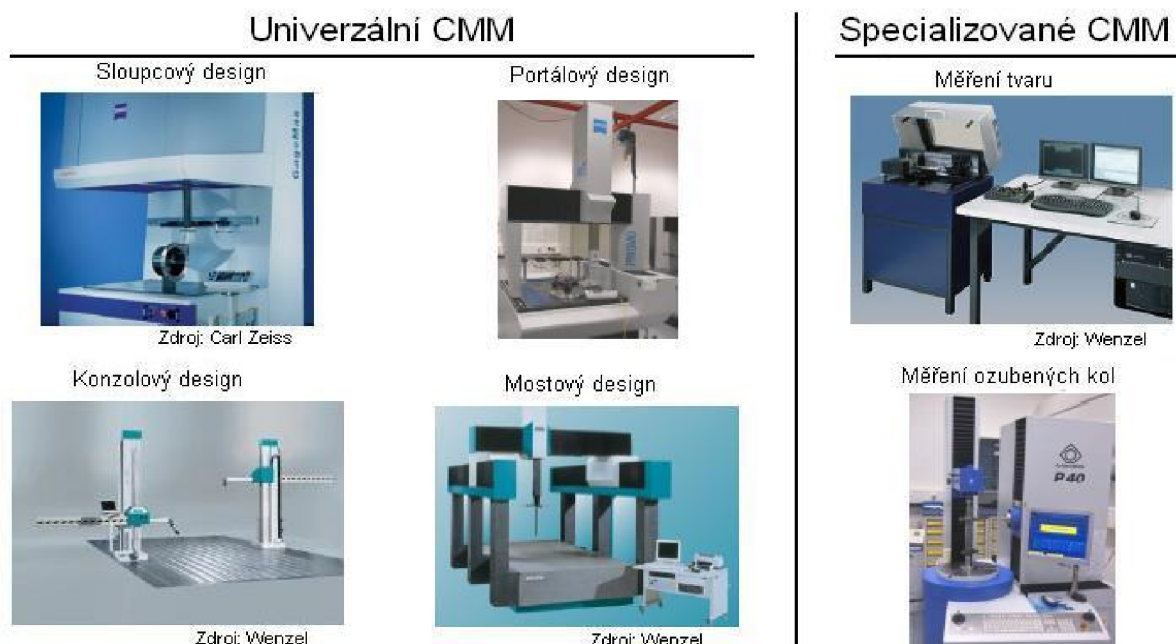 Univerzální CMM
Sloupcový design
GageMax
Zdroj: Carl Zeiss
Portálový design
Konzolový design
Zdroj: Wenzel
Mostový design
Zdroj: Wenzel
Specializované CMM
Měření tvaru
Zdroj: Wenzel
Měření ozubených kol
P40